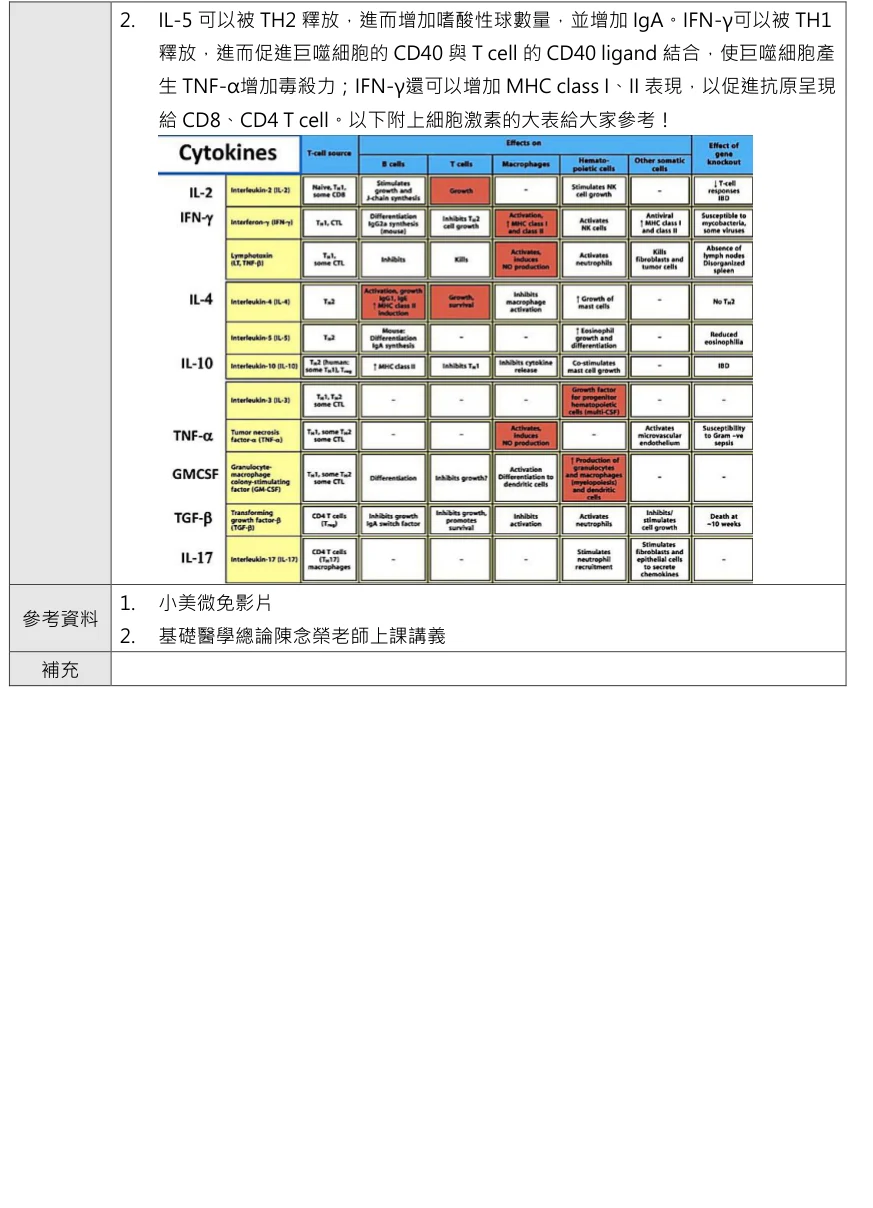 2. IL-5 可以被 TH2 釋放，進而增加嗜酸性球數量，並增加 IgA。IFN-γ可以被 TH1
釋放，進而促進巨噬細胞的 CD40 與 T cell 的 CD40 ligand 結合，使巨噬細胞產
生 TNF-α增加毒殺力；IFN-γ還可以增加 MHC class I、II 表現，以促進抗原呈現
給 CD8、CD4 T cell。以下附上細胞激素的大表給大家參考！
Cytokines
T-cell source
Effects on
Effect of
gene
knockout
B cells
T cells
Macrophages
Hemato-
poietic cells
Other somatic
cells
IL-2
Interleukin-2 (IL-2)
Naive, TH1,
some CD8
Stimulates
growth and
J-chain synthesis
Growth
-
Stimulates NK
cell growth
-
↓ T-cell
responses
IBD
IFN-γ
Interferon-γ (IFN-γ)
TH1, CTL
Differentiation
IgG2a synthesis
(mouse)
Inhibits TH2
cell growth
Activation,
↑ MHC class I
and class II
Activates
NK cells
Antiviral
↑ MHC class I
and class II
Susceptible to
mycobacteria,
some viruses
Lymphotoxin
(LT, TNF-β)
TH1,
some CTL
Inhibits
Kills
Activates,
induces
NO production
Activates
neutrophils
Kills
fibroblasts and
tumor cells
Absence of
lymph nodes
Disorganized
spleen
IL-4
Interleukin-4 (IL-4)
TH2
Activation, growth
IgG1, IgE
↑ MHC class II
induction
Growth,
survival
Inhibits
macrophage
activation
↑ Growth of
mast cells
-
No TH2
Interleukin-5 (IL-5)
TH2
Mouse:
Differentiation
IgA synthesis
-
-
↑ Eosinophil
growth and
differentiation
-
Reduced
eosinophilia
IL-10
Interleukin-10 (IL-10)
TH2 (human:
some TH1), Treg
↑ MHC class II
Inhibits TH1
Inhibits cytokine
release
Co-stimulates
mast cell growth
-
IBD
Interleukin-3 (IL-3)
TH1, TH2
some CTL
-
-
-
Growth factor
for progenitor
hematopoietic
cells (multi-CSF)
-
-
TNF-α
Tumor necrosis
factor-α (TNF-α)
TH1, some TH2
some CTL
-
-
Activates,
induces
NO production
-
Activates
microvascular
endothelium
Susceptibility
to Gram –ve
sepsis
GMCSF
Granulocyte-
macrophage
colony-stimulating
factor (GM-CSF)
TH1, some TH2
some CTL
Differentiation
Inhibits growth?
Activation
Differentiation to
dendritic cells
↑ Production of
granulocytes
and macrophages
(myelopoiesis)
and dendritic
cells
-
-
TGF-β
Transforming
growth factor-β
(TGF-β)
CD4 T cells
(Treg)
Inhibits growth
IgA switch factor
Inhibits growth,
promotes
survival
Inhibits
activation
Activates
neutrophils
Inhibits/
stimulates
cell growth
Death at
~10 weeks
IL-17
Interleukin-17 (IL-17)
CD4 T cells
(TH17)
macrophages
-
-
-
Stimulates
neutrophil
recruitment
Stimulates
fibroblasts and
epithelial cells
to secrete
chemokines
-
參考資料
1. 小美微免影片
2. 基礎醫學總論陳念榮老師上課講義
補充